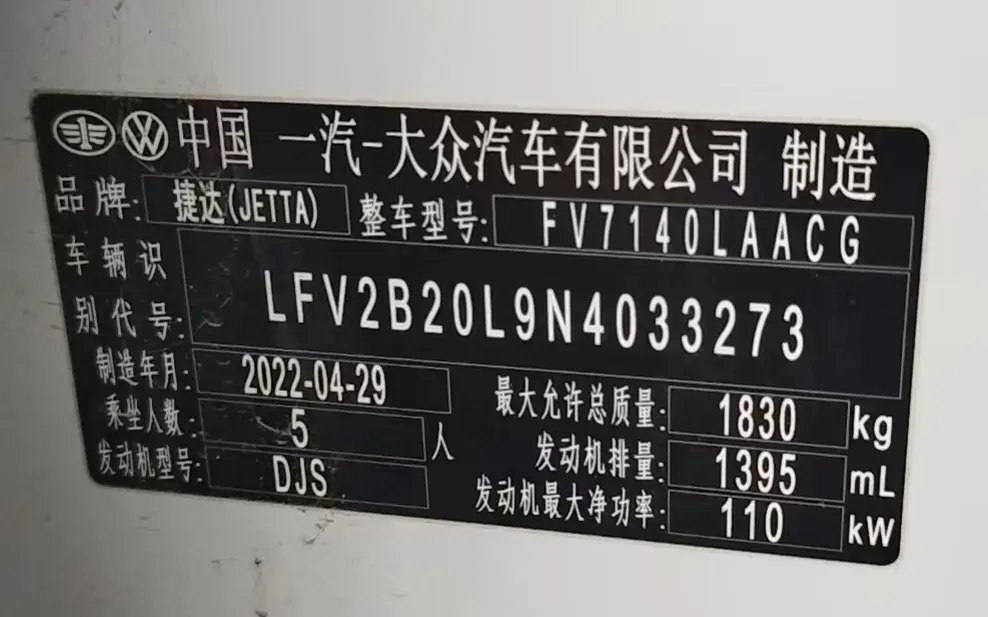 中国 一汽-大众汽车有限公司 制造
品牌: 捷达(JETTA) 整车型号: FV7140LAACG
车辆识别代号: LFV2B20L9N4033273
制造年月: 2022-04-29 最大允许总质量: 1830 kg
乘坐人数: 5 人 发动机排量: 1395 mL
发动机型号: DJS 发动机最大净功率: 110 kW